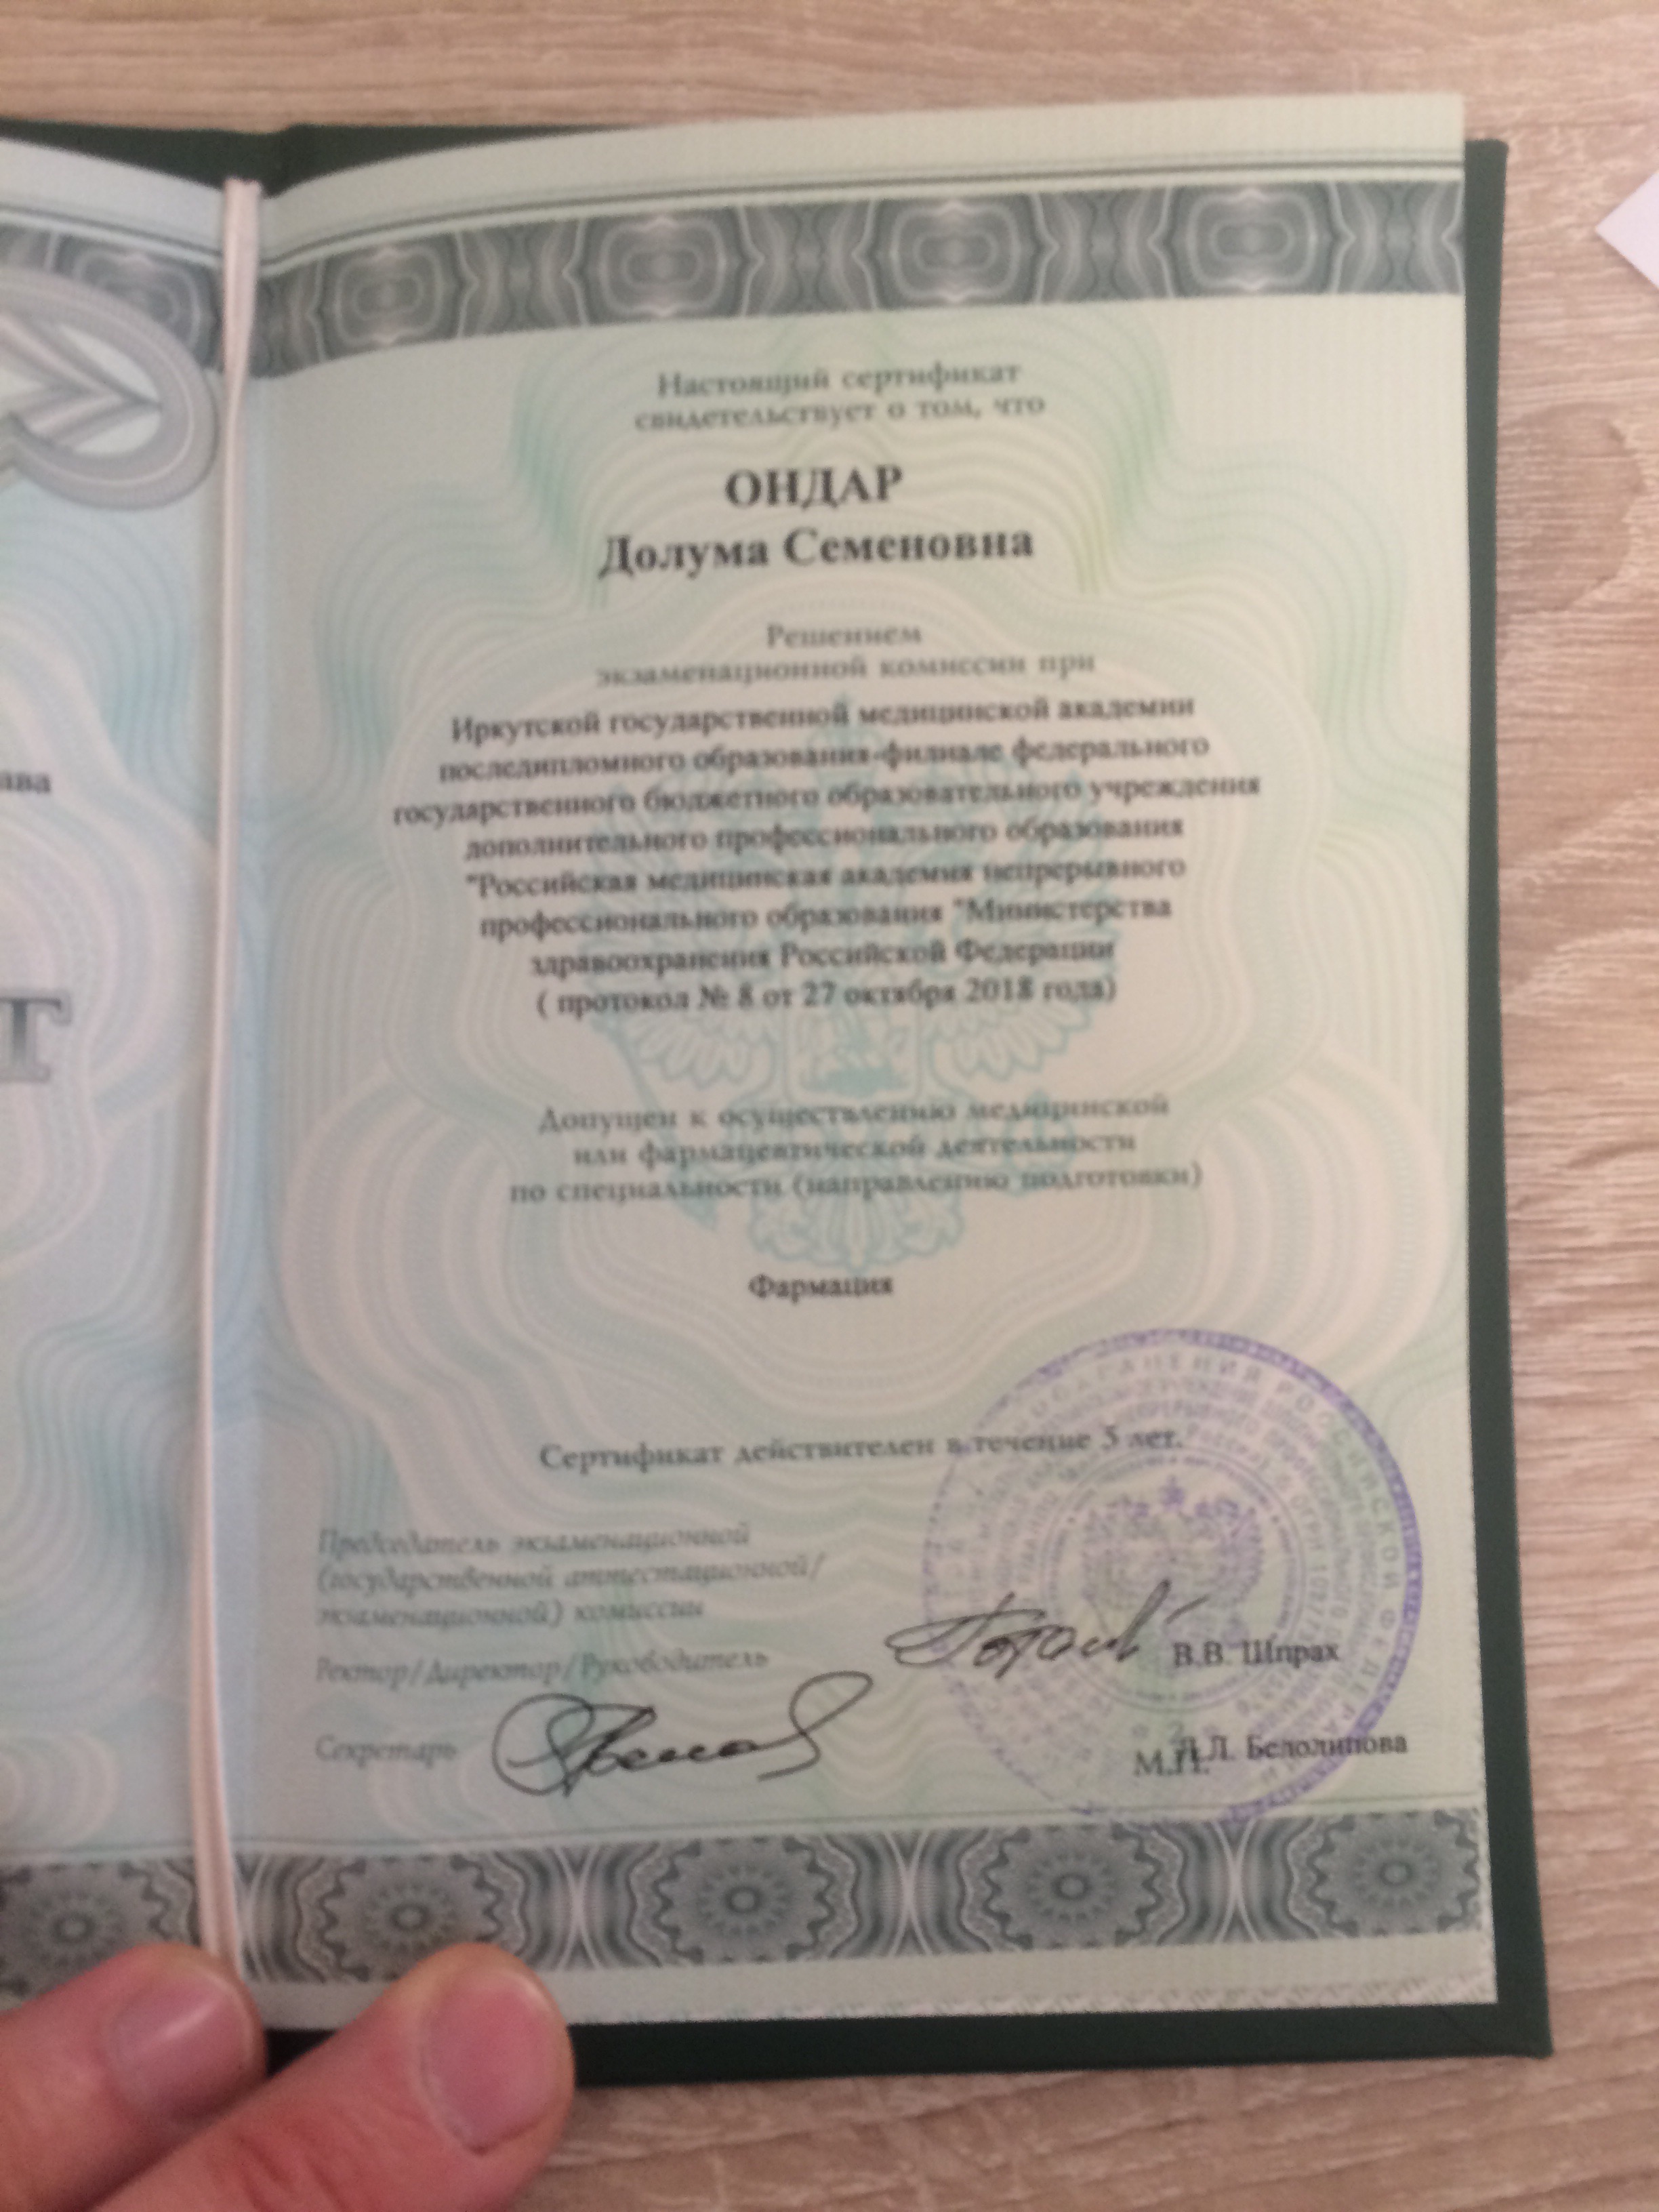 ава
Т
Настоящий сертификат
свидетельствует о том, что
ОНДАР
Долума Семеновна
Решением
экзаменационной комиссии при
Иркутской государственной медицинской академии
последипломного образования-филиале федерального
государственного бюджетного образовательного учреждения
дополнительного профессионального образования
"Российская медицинская академия непрерывного
профессионального образования "Министерства
здравоохранения Российской Федерации
( протокол № 8 от 27 октября 2018 года)
Допущен к осуществлению медицинской
или фармацевтической деятельности
по специальности (направлению подготовки)
Фармация
Сертификат действителен в течение 5 лет.
Председатель экзаменационной
(государственной аттестационной/
экзаменационной) комиссии
Ректор/Директор/Руководитель
В.В. Шпрах
Секретарь
Л. Белолипова
М.П.